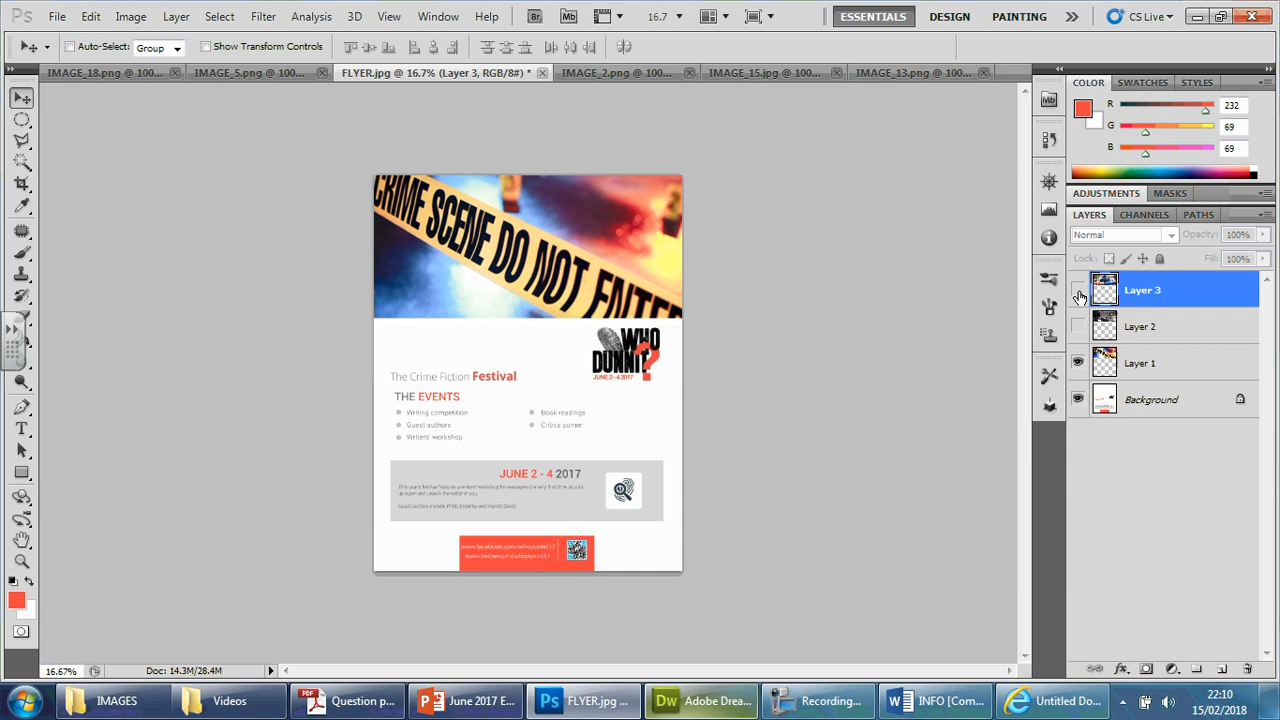 Ps File Edit Image Layer Select Filter Analysis 3D View Window Help Br Mb 16.7 ESSENTIALS DESIGN PAINTING CS Live
Auto-Select: Group Show Transform Controls
IMAGE_18.png @ 100... IMAGE_5.png @ 100... FLYER.jpg @ 16.7% (Layer 3, RGB/8#) * IMAGE_2.png @ 100... IMAGE_15.jpg @ 100... IMAGE_13.png @ 100...
COLOR SWATCHES STYLES
Mb
R 232
G 69
B 69
ADJUSTMENTS MASKS
LAYERS CHANNELS PATHS
Normal Opacity: 100%
Lock: Fill: 100%
Layer 3
Layer 2
Layer 1
Background
CRIME SCENE DO NOT ENTER
WHO
DUNNIT?
JUNE 2 - 4 2017
The Crime Fiction Festival
THE EVENTS
Writing competition Book readings
Guest authors Critics corner
Writers' workshop
JUNE 2 - 4 2017
www.facebook.com/whodunnit17
www.twitter.com/whodunnit17
16.67% Doc: 14.3M/28.4M
IMAGES Videos Question p... June 2017 E... FLYER.jpg ... Adobe Drea... Recording... INFO [Com... Untitled Do...
22:10
15/02/2018